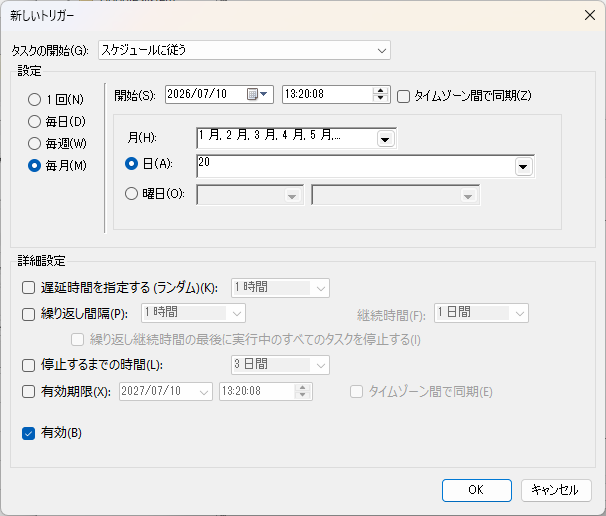 新しいトリガー
タスクの開始(G): スケジュールに従う
設定
1 回(N)
毎日(D)
毎週(W)
毎月(M)
開始(S): 2026/07/10 13:20:08 タイムゾーン間で同期(Z)
月(H): 1 月, 2 月, 3 月, 4 月, 5 月,...
日(A): 20
曜日(O):
詳細設定
遅延時間を指定する (ランダム)(K): 1 時間
繰り返し間隔(P): 1 時間 継続時間(F): 1 日間
繰り返し継続時間の最後に実行中のすべてのタスクを停止する(I)
停止するまでの時間(L): 3 日間
有効期限(X): 2027/07/10 13:20:08 タイムゾーン間で同期(E)
有効(B)
OK キャンセル